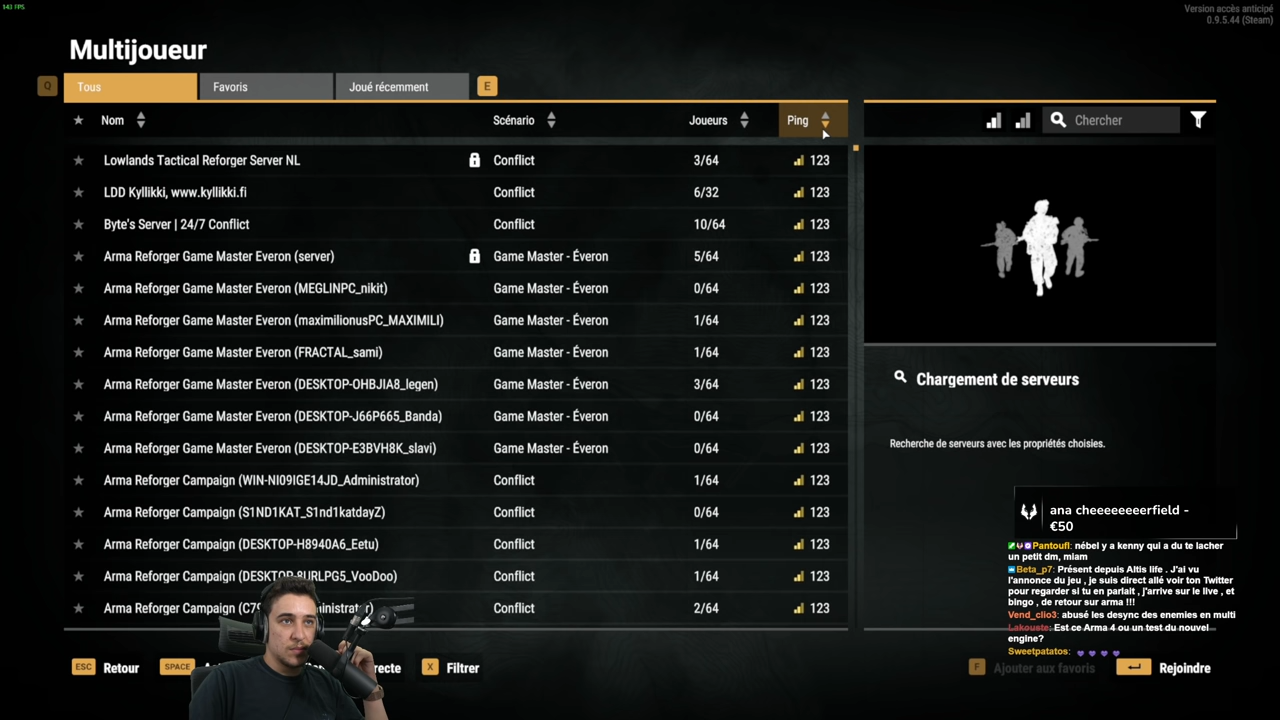 143 FPS
Version accès anticipé
0.9.5.44 (Steam)
Multijoueur
Q Tous Favoris Joué récemment E
Nom Scénario Joueurs Ping Chercher
Lowlands Tactical Reforger Server NL Conflict 3/64 123
LDD Kyllikki, www.kyllikki.fi Conflict 6/32 123
Byte's Server | 24/7 Conflict Conflict 10/64 123
Arma Reforger Game Master Everon (server) Game Master - Éveron 5/64 123
Arma Reforger Game Master Everon (MEGLINPC_nikit) Game Master - Éveron 0/64 123
Arma Reforger Game Master Everon (maximilionusPC_MAXIMILI) Game Master - Éveron 1/64 123
Arma Reforger Game Master Everon (FRACTAL_sami) Game Master - Éveron 1/64 123
Arma Reforger Game Master Everon (DESKTOP-OHBJIA8_legen) Game Master - Éveron 3/64 123
Arma Reforger Game Master Everon (DESKTOP-J66P665_Banda) Game Master - Éveron 0/64 123
Arma Reforger Game Master Everon (DESKTOP-E3BVH8K_slavi) Game Master - Éveron 0/64 123
Arma Reforger Campaign (WIN-NI09IGE14JD_Administrator) Conflict 1/64 123
Arma Reforger Campaign (S1ND1KAT_S1nd1katdayZ) Conflict 0/64 123
Arma Reforger Campaign (DESKTOP-H8940A6_Eetu) Conflict 1/64 123
Arma Reforger Campaign (DESKTOP-8URLPG5_VooDoo) Conflict 1/64 123
Arma Reforger Campaign (C79 ministrator) Conflict 2/64 123
Chargement de serveurs
Recherche de serveurs avec les propriétés choisies.
ana cheeeeeeeerfield -
€50
Pantoufl: nébel y a kenny qui a du te lacher
un petit dm, miam
Beta_p7: Présent depuis Altis life . J'ai vu
l'annonce du jeu , je suis direct allé voir ton Twitter
pour regarder si tu en parlait , j'arrive sur le live , et
bingo , de retour sur arma !!!
Vend_clio3: abusé les desync des enemies en multi
Lakouste: Est ce Arma 4 ou un test du nouvel
engine?
Sweetpatatos:
ESC Retour SPACE recte X Filtrer F Ajouter aux favoris Rejoindre